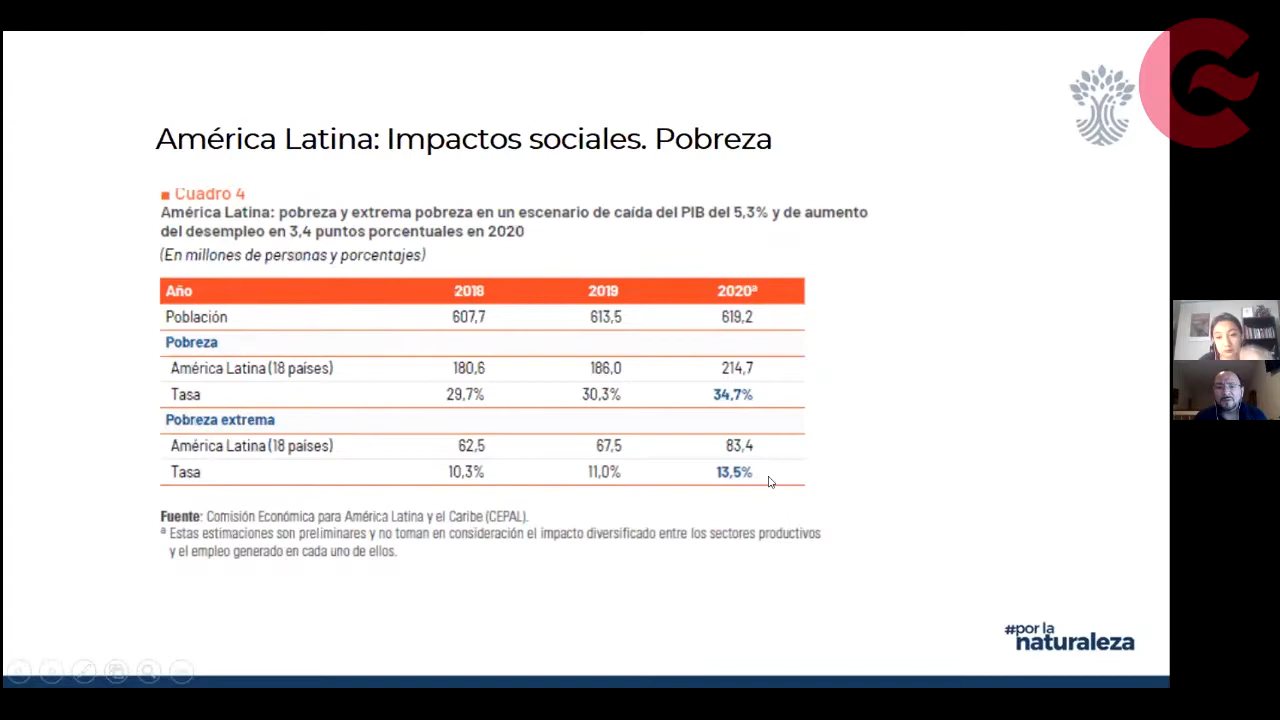 América Latina: Impactos sociales. Pobreza
■ Cuadro 4
América Latina: pobreza y extrema pobreza en un escenario de caída del PIB del 5,3% y de aumento
del desempleo en 3,4 puntos porcentuales en 2020
(En millones de personas y porcentajes)
Año 2018 2019 2020ª
Población 607,7 613,5 619,2
Pobreza
América Latina (18 países) 180,6 186,0 214,7
Tasa 29,7% 30,3% 34,7%
Pobreza extrema
América Latina (18 países) 62,5 67,5 83,4
Tasa 10,3% 11,0% 13,5%
Fuente: Comisión Económica para América Latina y el Caribe (CEPAL).
ª Estas estimaciones son preliminares y no toman en consideración el impacto diversificado entre los sectores productivos
y el empleo generado en cada uno de ellos.
#por la
naturaleza